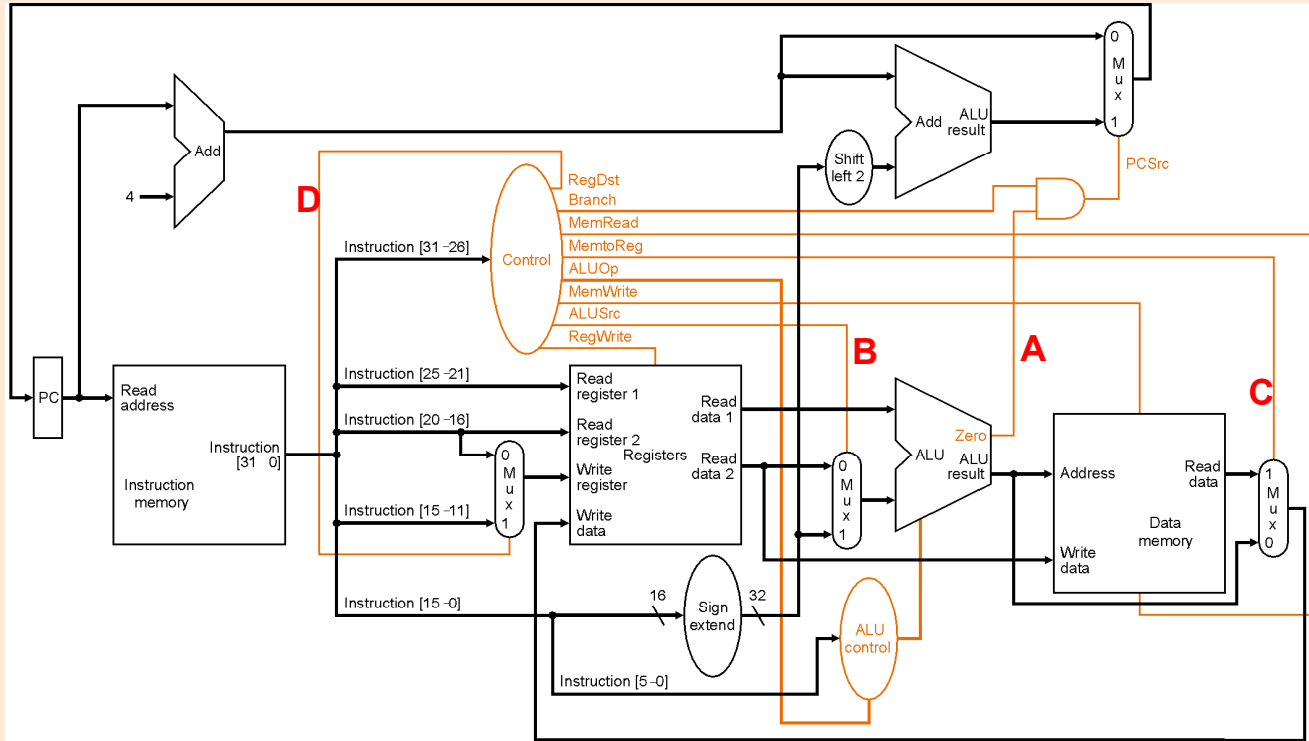 0
M
u
x
1
Add
ALU
result
Add
Shift
left 2
PCSrc
4
D
RegDst
Branch
MemRead
MemtoReg
ALUOp
MemWrite
ALUSrc
RegWrite
Control
Instruction [31–26]
B
A
C
PC
Read
address
Instruction
[31 0]
Instruction
memory
Instruction [25–21]
Instruction [20–16]
Instruction [15–11]
0
M
u
x
1
Read
register 1
Read
register 2
Write
register
Write
data
Registers
Read
data 1
Read
data 2
0
M
u
x
1
Zero
ALU
ALU
result
Address
Write
data
Read
data
Data
memory
1
M
u
x
0
Instruction [15–0]
16
Sign
extend
32
ALU
control
Instruction [5–0]